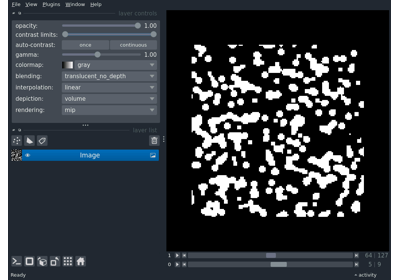 File View Plugins Window Help
layer controls
opacity: 1.00
contrast limits:
auto-contrast: once continuous
gamma: 1.00
colormap: gray
blending: translucent_no_depth
interpolation: linear
depiction: volume
rendering: mip
layer list
Image
1 64 127
0 5 9
Ready activity